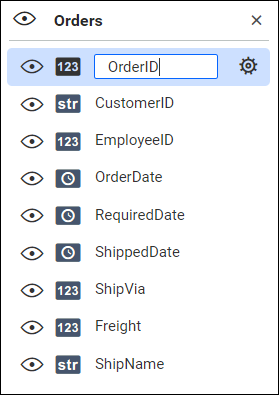 Orders ×
123 OrderID
str CustomerID
123 EmployeeID
OrderDate
RequiredDate
ShippedDate
123 ShipVia
123 Freight
str ShipName